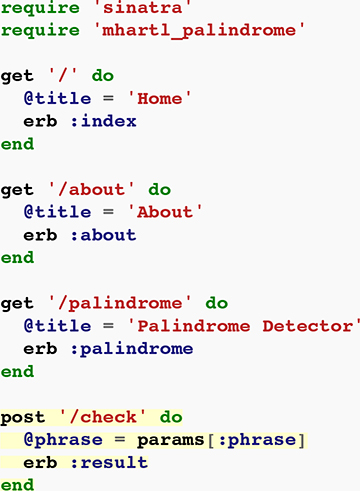 require 'sinatra'
require 'mhartl_palindrome'
get '/' do
@title = 'Home'
erb :index
end
get '/about' do
@title = 'About'
erb :about
end
get '/palindrome' do
@title = 'Palindrome Detector'
erb :palindrome
end
post '/check' do
@phrase = params[:phrase]
erb :result
end